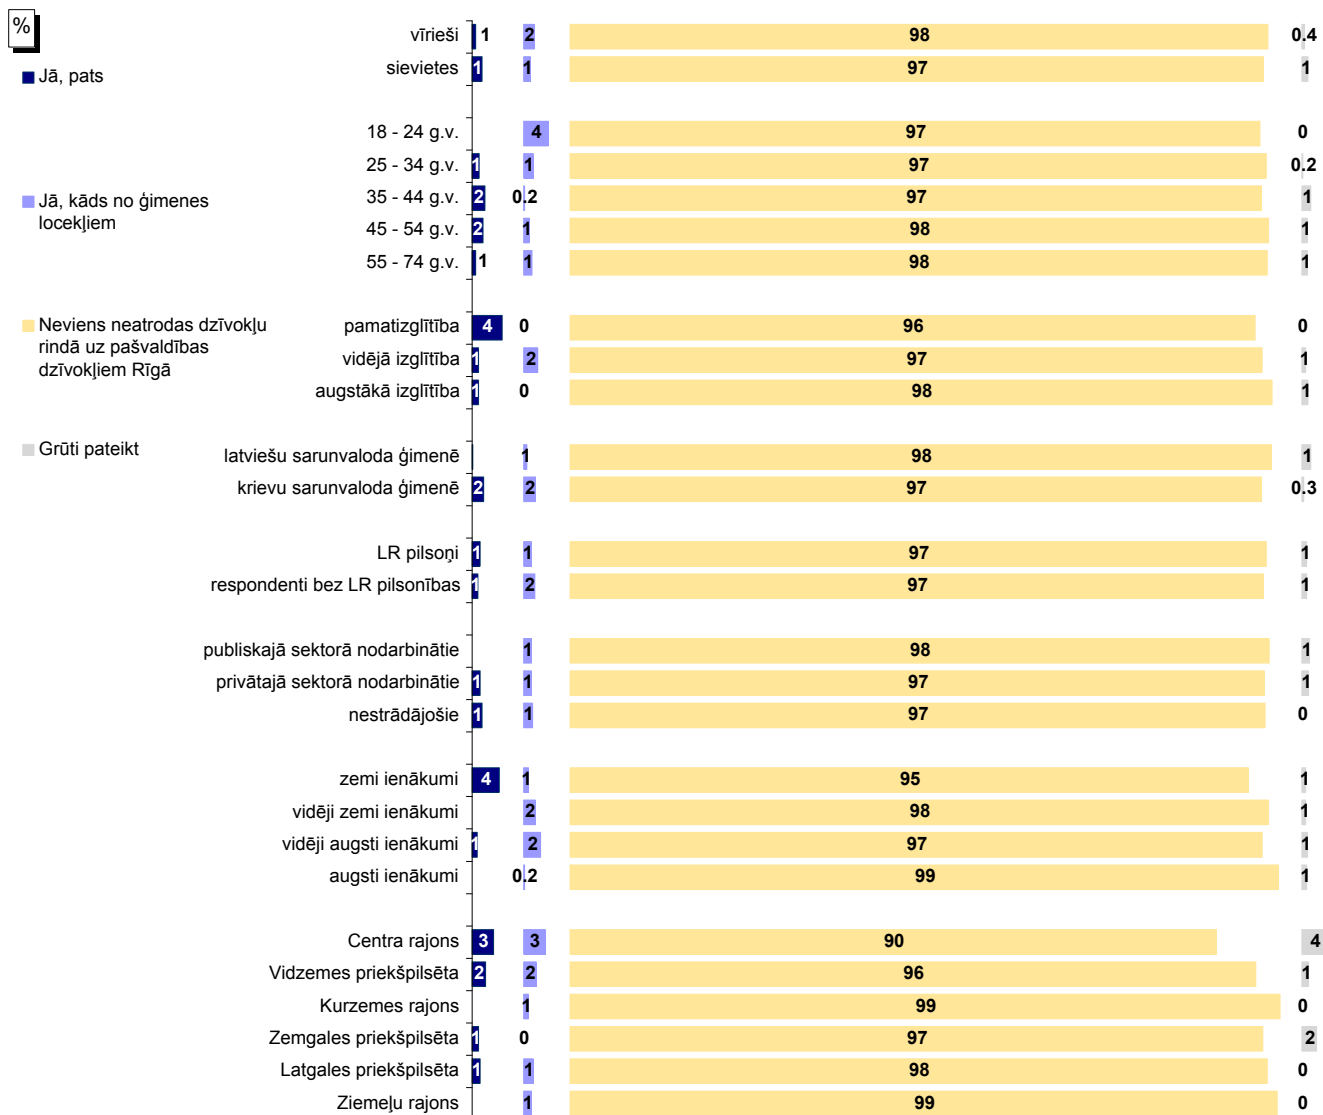 %
Jā, pats
Jā, kāds no ģimenes
locekļiem
Neviens neatrodas dzīvokļu
rindā uz pašvaldības
dzīvokļiem Rīgā
Grūti pateikt
vīrieši 1 2 98 0.4
sievietes 1 1 97 1
18 - 24 g.v. 4 97 0
25 - 34 g.v. 1 1 97 0.2
35 - 44 g.v. 2 0.2 97 1
45 - 54 g.v. 2 1 98 1
55 - 74 g.v. 1 1 98 1
pamatizglītība 4 0 96 0
vidējā izglītība 1 2 97 1
augstākā izglītība 1 0 98 1
latviešu sarunvaloda ģimenē 1 98 1
krievu sarunvaloda ģimenē 2 2 97 0.3
LR pilsoņi 1 1 97 1
respondenti bez LR pilsonības 1 2 97 1
publiskajā sektorā nodarbinātie 1 98 1
privātajā sektorā nodarbinātie 1 1 97 1
nestrādājošie 1 1 97 0
zemi ienākumi 4 1 95 1
vidēji zemi ienākumi 2 98 1
vidēji augsti ienākumi 1 2 97 1
augsti ienākumi 0.2 99 1
Centra rajons 3 3 90 4
Vidzemes priekšpilsēta 2 2 96 1
Kurzemes rajons 1 99 0
Zemgales priekšpilsēta 1 0 97 2
Latgales priekšpilsēta 1 1 98 0
Ziemeļu rajons 1 99 0